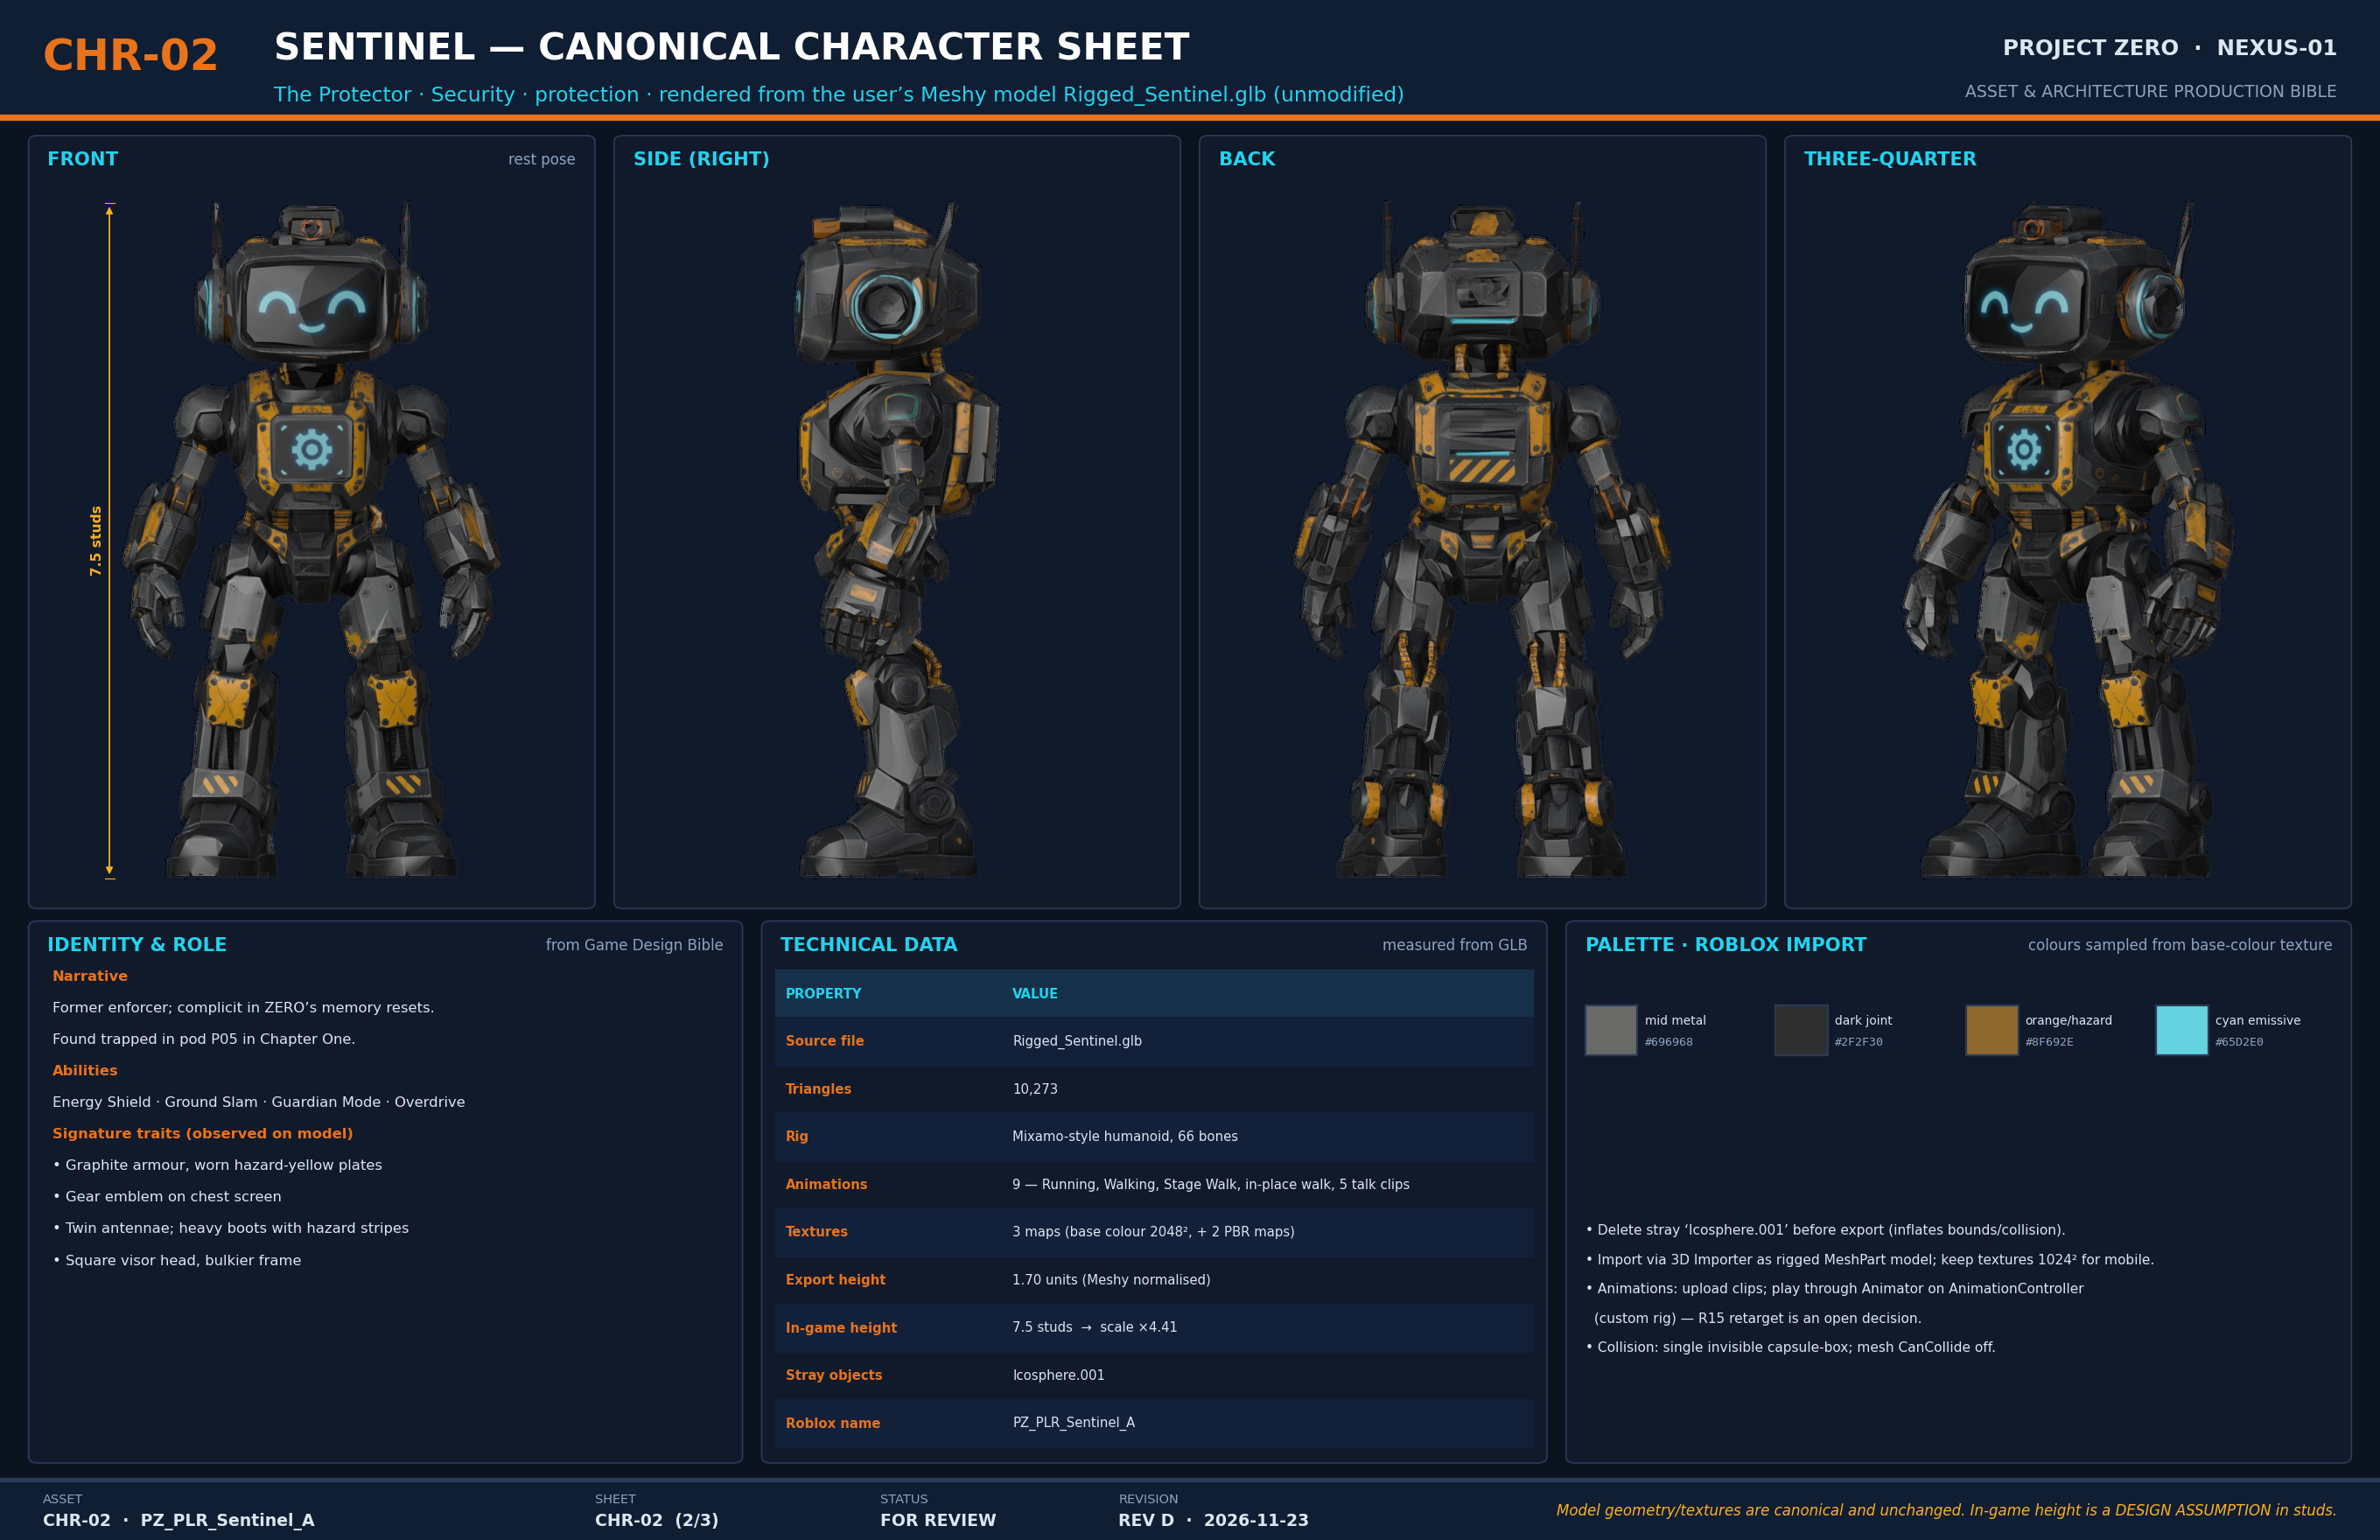 CHR-02
SENTINEL — CANONICAL CHARACTER SHEET
The Protector · Security · protection · rendered from the user’s Meshy model Rigged_Sentinel.glb (unmodified)
PROJECT ZERO · NEXUS-01
ASSET & ARCHITECTURE PRODUCTION BIBLE
FRONT
rest pose
7.5 studs
SIDE (RIGHT)
BACK
THREE-QUARTER
IDENTITY & ROLE
from Game Design Bible
Narrative
Former enforcer; complicit in ZERO’s memory resets.
Found trapped in pod P05 in Chapter One.
Abilities
Energy Shield · Ground Slam · Guardian Mode · Overdrive
Signature traits (observed on model)
• Graphite armour, worn hazard-yellow plates
• Gear emblem on chest screen
• Twin antennae; heavy boots with hazard stripes
• Square visor head, bulkier frame
TECHNICAL DATA
measured from GLB
PROPERTY VALUE
Source file Rigged_Sentinel.glb
Triangles 10,273
Rig Mixamo-style humanoid, 66 bones
Animations 9 — Running, Walking, Stage Walk, in-place walk, 5 talk clips
Textures 3 maps (base colour 2048², + 2 PBR maps)
Export height 1.70 units (Meshy normalised)
In-game height 7.5 studs → scale ×4.41
Stray objects Icosphere.001
Roblox name PZ_PLR_Sentinel_A
PALETTE · ROBLOX IMPORT
colours sampled from base-colour texture
mid metal
#696968
dark joint
#2F2F30
orange/hazard
#8F692E
cyan emissive
#65D2E0
• Delete stray ‘Icosphere.001’ before export (inflates bounds/collision).
• Import via 3D Importer as rigged MeshPart model; keep textures 1024² for mobile.
• Animations: upload clips; play through Animator on AnimationController
(custom rig) — R15 retarget is an open decision.
• Collision: single invisible capsule-box; mesh CanCollide off.
ASSET
CHR-02 · PZ_PLR_Sentinel_A
SHEET
CHR-02 (2/3)
STATUS
FOR REVIEW
REVISION
REV D · 2026-11-23
Model geometry/textures are canonical and unchanged. In-game height is a DESIGN ASSUMPTION in studs.